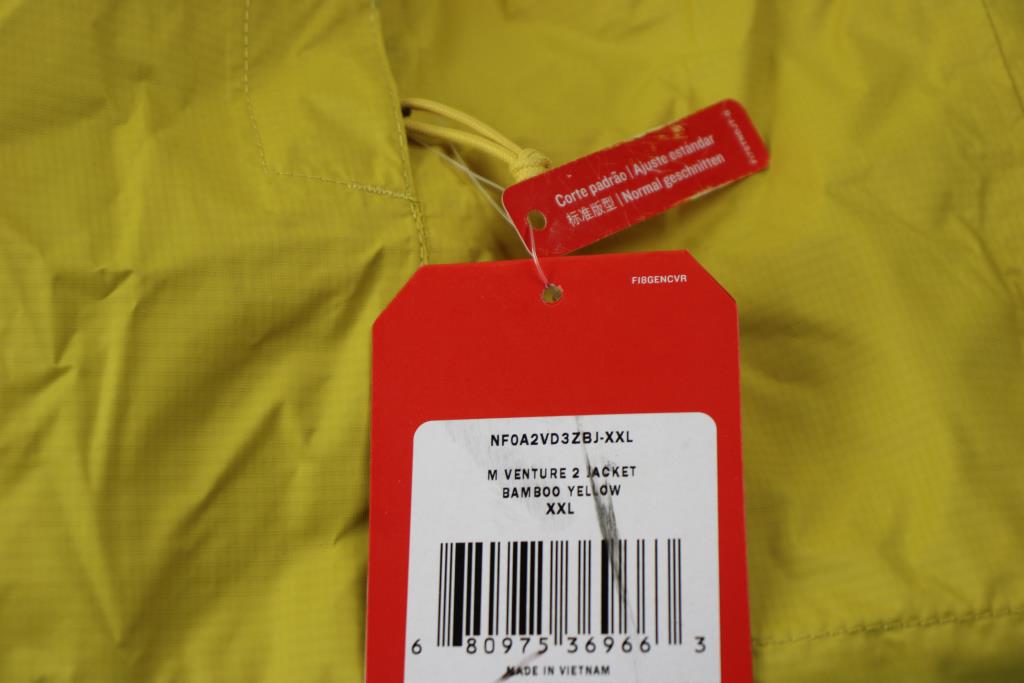 Corte padrão | Ajuste estándar
标准版型 | Normal geschnitten
FI8GENCVR
NF0A2VD3ZBJ-XXL
M VENTURE 2 JACKET
BAMBOO YELLOW
XXL
6 80975 36966 3
MADE IN VIETNAM